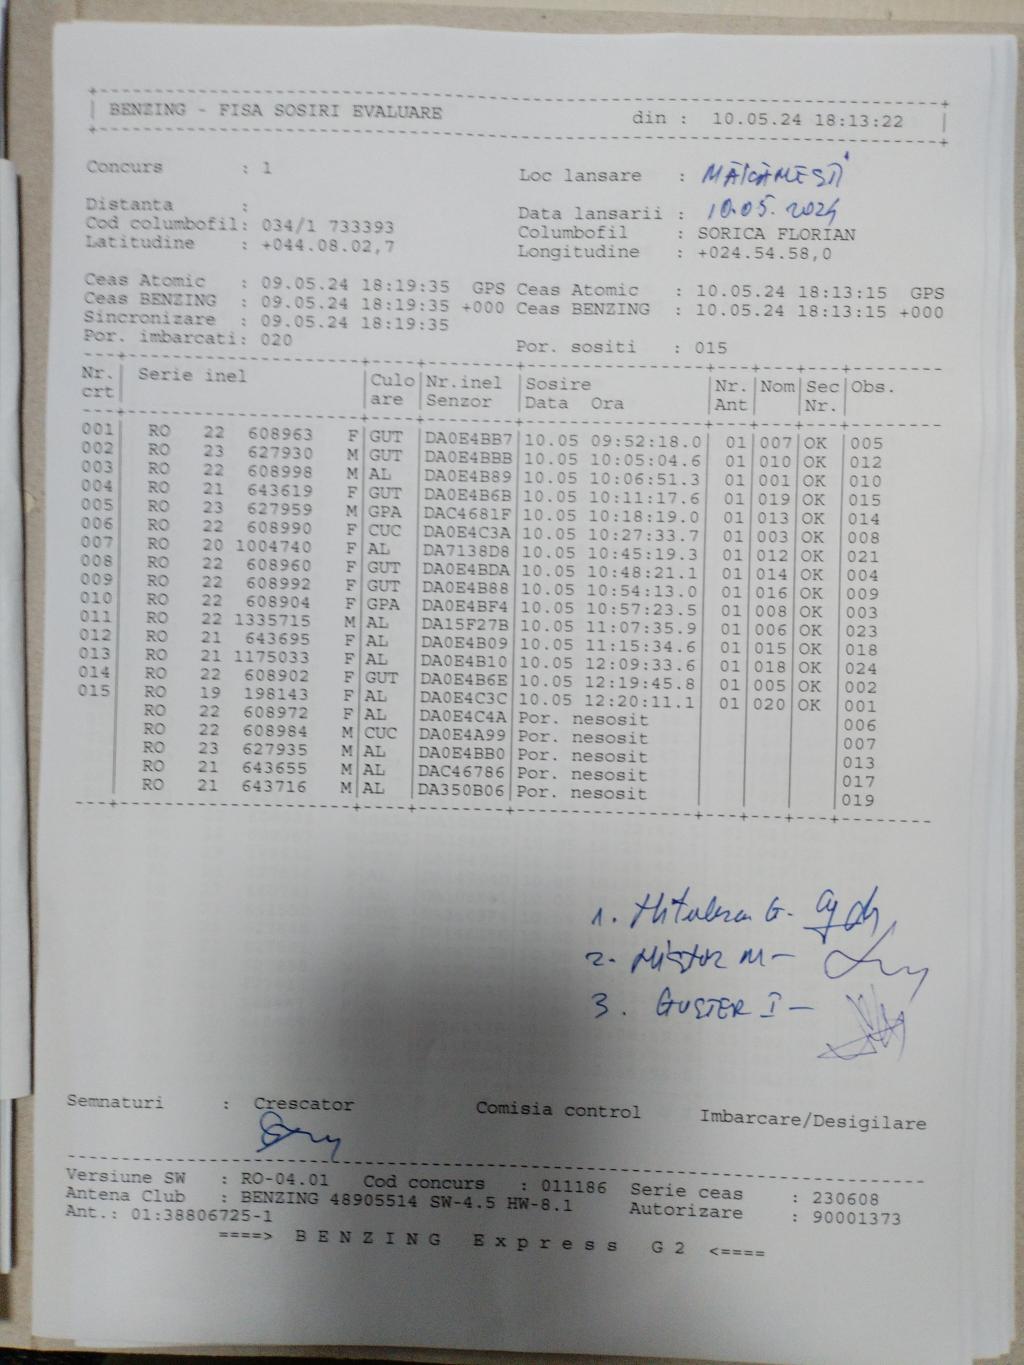 BENZING - FISA SOSIRI EVALUARE din : 10.05.24 18:13:22
Concurs : 1 Loc lansare :
Distanta : Data lansarii : 10.05.2024
Cod columbofil: 034/1 733393 Columbofil : SORICA FLORIAN
Latitudine : +044.08.02,7 Longitudine : +024.54.58,0
Ceas Atomic : 09.05.24 18:19:35 GPS Ceas Atomic : 10.05.24 18:13:15 GPS
Ceas BENZING : 09.05.24 18:19:35 +000 Ceas BENZING : 10.05.24 18:13:15 +000
Sincronizare : 09.05.24 18:19:35
Por. imbarcati: 020 Por. sositi : 015
Nr. Serie inel Culo Nr.inel Sosire Nr. Nom Sec Obs.
crt are Senzor Data Ora Ant Nr.
001 RO 22 608963 F GUT DA0E4BB7 10.05 09:52:18.0 01 007 OK 005
002 RO 23 627930 M GUT DA0E4BBB 10.05 10:05:04.6 01 010 OK 012
003 RO 22 608998 M AL DA0E4B89 10.05 10:06:51.3 01 001 OK 010
004 RO 21 643619 F GUT DA0E4B6B 10.05 10:11:17.6 01 019 OK 015
005 RO 23 627959 M GPA DAC4681F 10.05 10:18:19.0 01 013 OK 014
006 RO 22 608990 F CUC DA0E4C3A 10.05 10:27:33.7 01 003 OK 008
007 RO 20 1004740 F AL DA7138D8 10.05 10:45:19.3 01 012 OK 021
008 RO 22 608960 F GUT DA0E4BDA 10.05 10:48:21.1 01 014 OK 004
009 RO 22 608992 F GUT DA0E4B88 10.05 10:54:13.0 01 016 OK 009
010 RO 22 608904 F GPA DA0E4BF4 10.05 10:57:23.5 01 008 OK 003
011 RO 22 1335715 M AL DA15F27B 10.05 11:07:35.9 01 006 OK 023
012 RO 21 643695 F AL DA0E4B09 10.05 11:15:34.6 01 015 OK 018
013 RO 21 1175033 F AL DA0E4B10 10.05 12:09:33.6 01 018 OK 024
014 RO 22 608902 F GUT DA0E4B6E 10.05 12:19:45.8 01 005 OK 002
015 RO 19 198143 F AL DA0E4C3C 10.05 12:20:11.1 01 020 OK 001
RO 22 608972 F AL DA0E4C4A Por. nesosit 006
RO 22 608984 M CUC DA0E4A99 Por. nesosit 007
RO 23 627935 M AL DA0E4BB0 Por. nesosit 013
RO 21 643655 M AL DAC46786 Por. nesosit 017
RO 21 643716 M AL DA350B06 Por. nesosit 019
1. G.
2. M -
3. GUSTER I -
Semnaturi : Crescator Comisia control Imbarcare/Desigilare
Versiune SW : RO-04.01 Cod concurs : 011186 Serie ceas : 230608
Antena Club : BENZING 48905514 SW-4.5 HW-8.1 Autorizare : 90001373
Ant.: 01:38806725-1
====> B E N Z I N G E x p r e s s G 2 <====